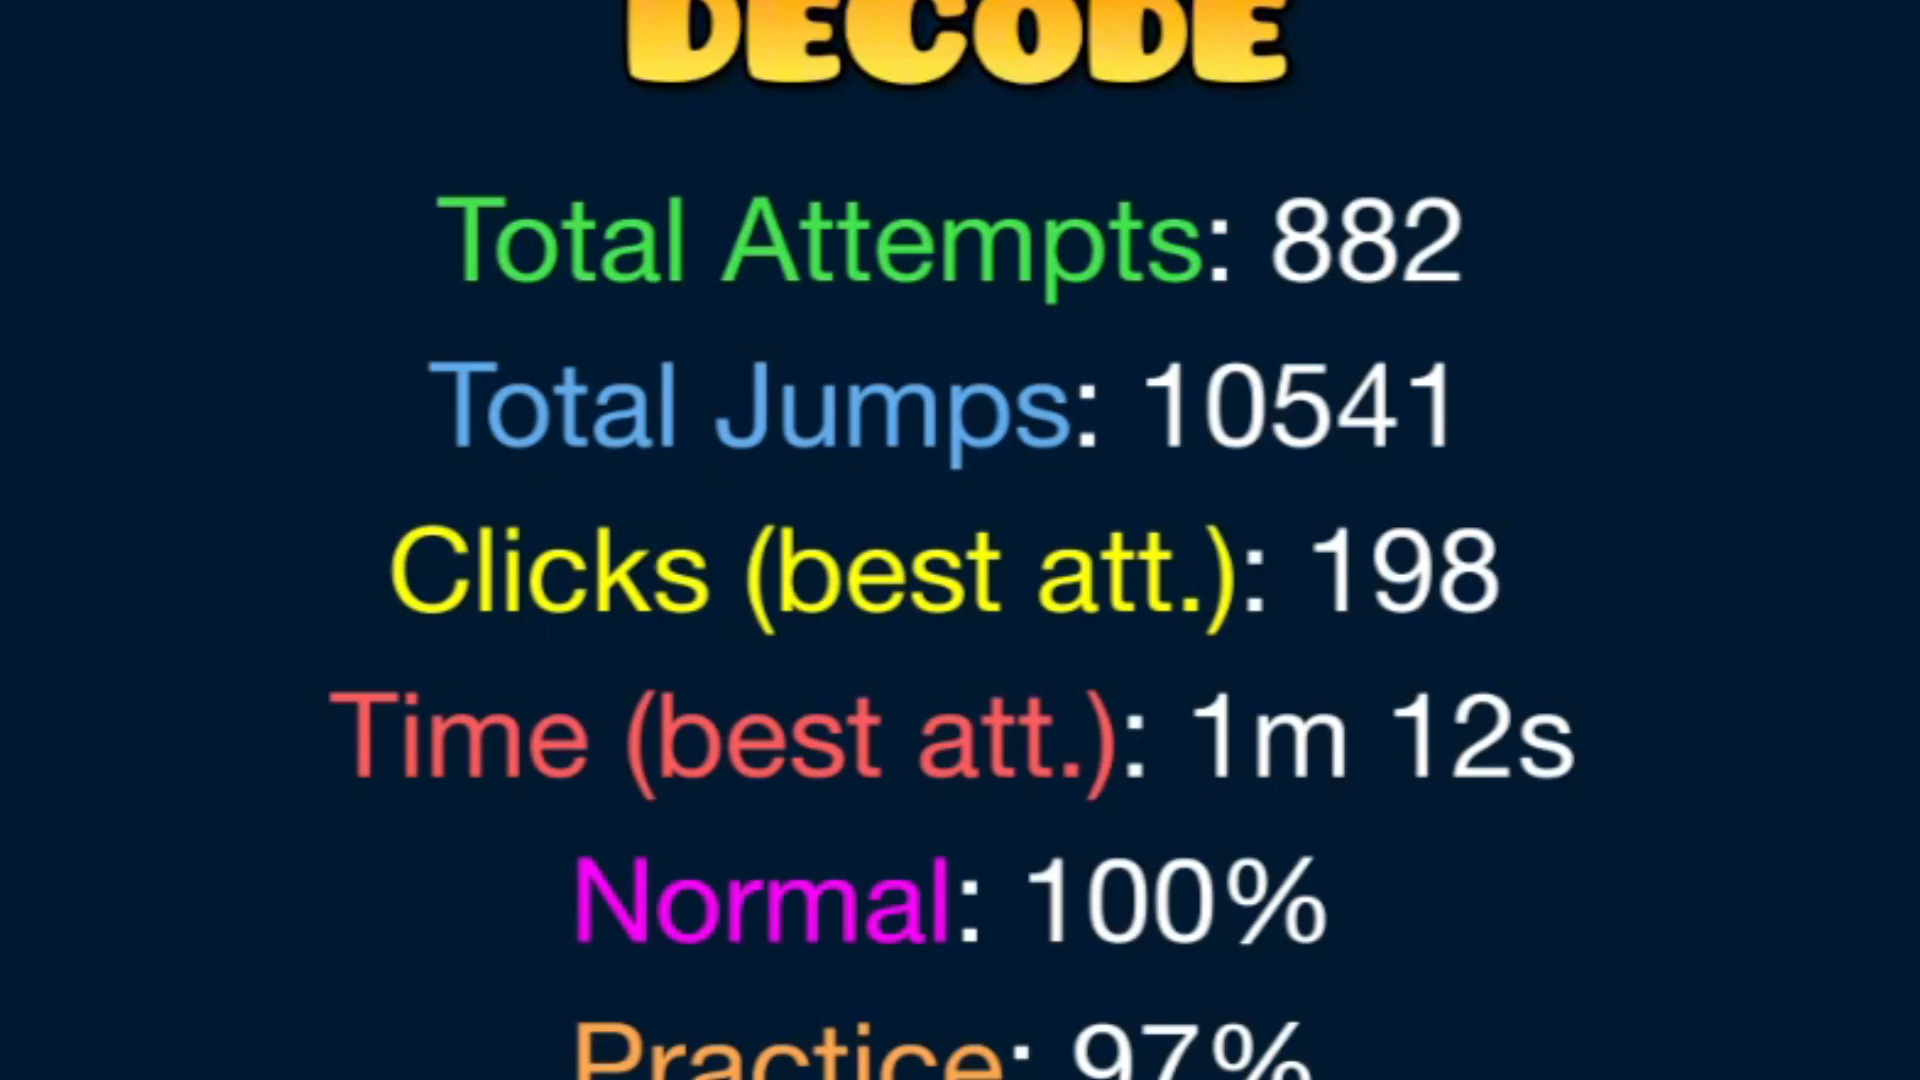 DECODE
Total Attempts: 882
Total Jumps: 10541
Clicks (best att.): 198
Time (best att.): 1m 12s
Normal: 100%
Practice: 97%